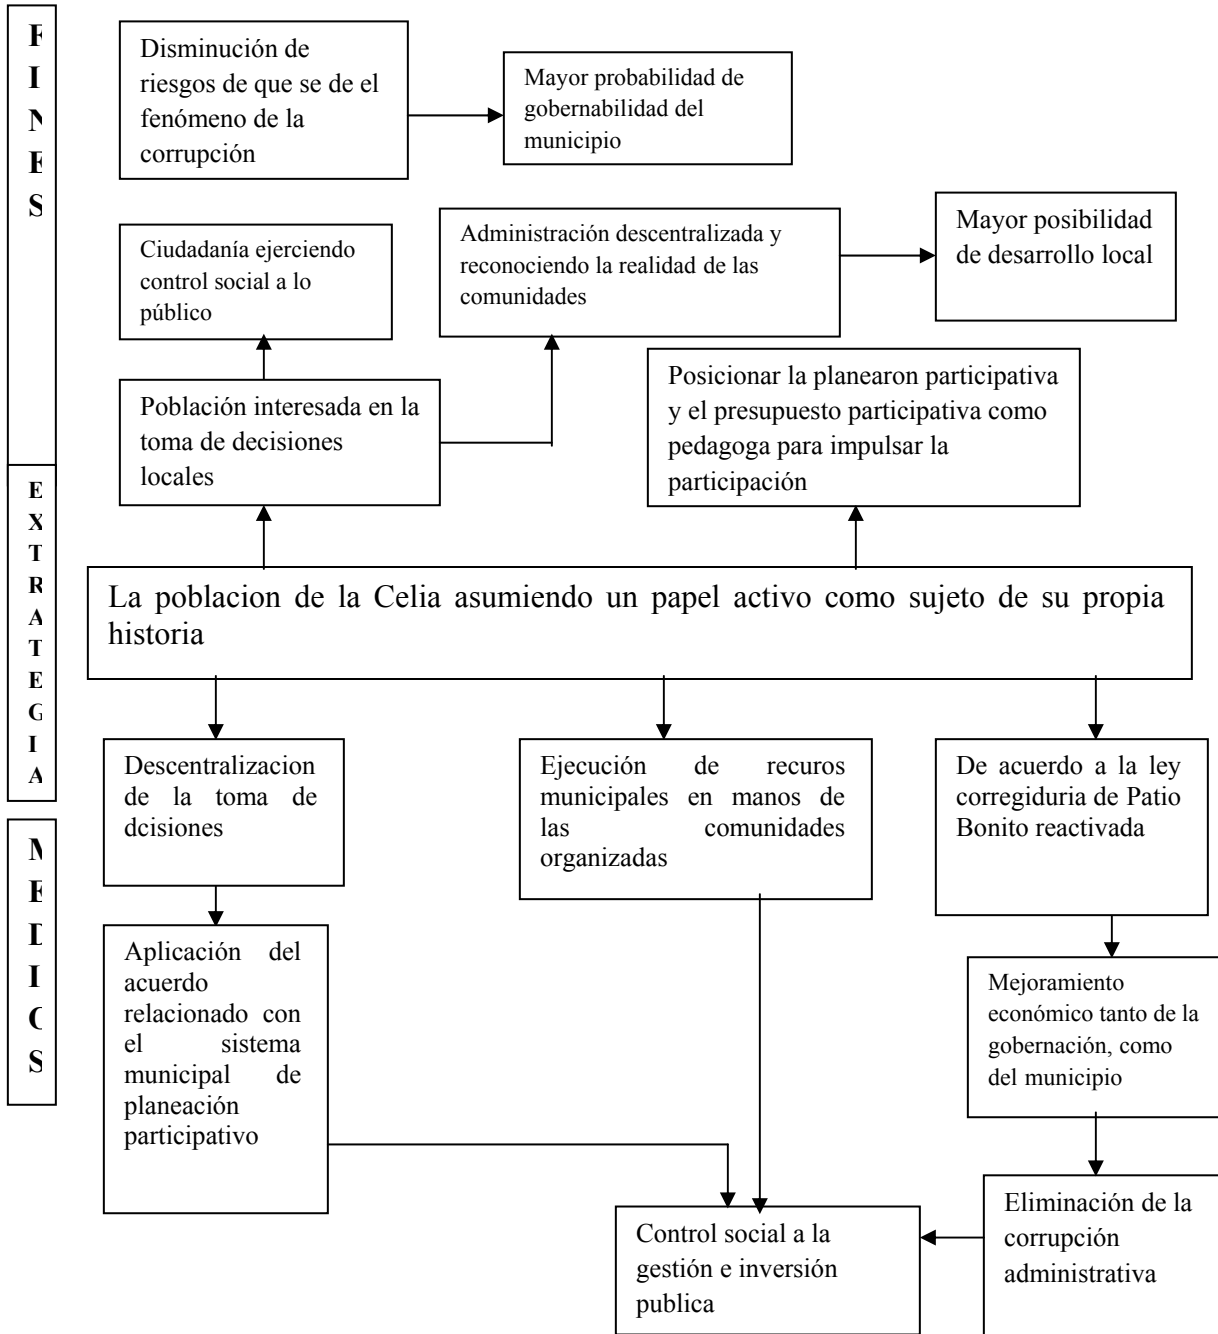 F
I
N
E
S
Disminución de
riesgos de que se de el
fenómeno de la
corrupción
Mayor probabilidad de
gobernabilidad del
municipio
Ciudadanía ejerciendo
control social a lo
público
Administración descentralizada y
reconociendo la realidad de las
comunidades
Mayor posibilidad
de desarrollo local
Población interesada en la
toma de decisiones
locales
Posicionar la planearon participativa
y el presupuesto participativa como
pedagoga para impulsar la
participación
E
X
T
R
A
T
E
G
I
A
La poblacion de la Celia asumiendo un papel activo como sujeto de su propia
historia
Descentralizacion
de la toma de
dcisiones
Ejecución de recuros
municipales en manos de
las comunidades
organizadas
De acuerdo a la ley
corregiduria de Patio
Bonito reactivada
M
E
D
I
O
S
Aplicación del
acuerdo
relacionado con
el sistema
municipal de
planeación
participativo
Mejoramiento
económico tanto de la
gobernación, como
del municipio
Control social a la
gestión e inversión
publica
Eliminación de la
corrupción
administrativa